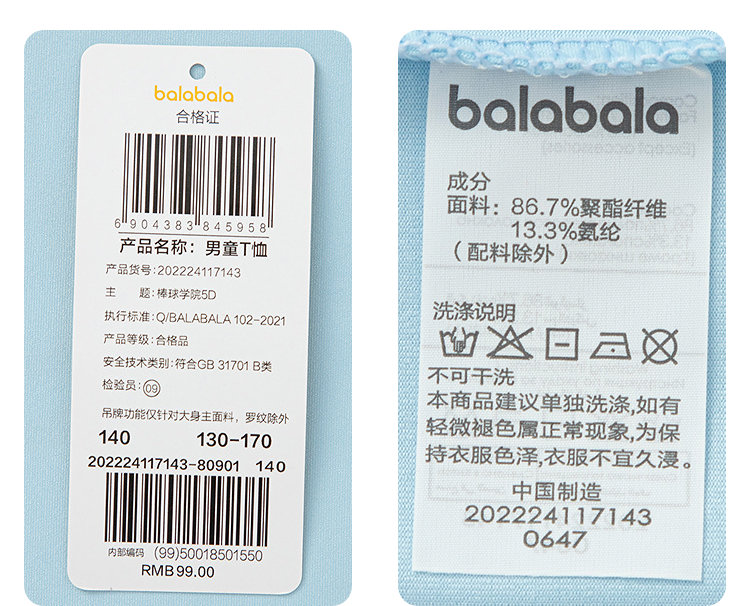 balabala
合格证
6 904383 845958
产品名称：男童T恤
产品货号:202224117143
主 题:棒球学院5D
执行标准:Q/BALABALA 102-2021
产品等级:合格品
安全技术类别:符合GB 31701 B类
检验员:09
吊牌功能仅针对大身主面料，罗纹除外
140 130-170
202224117143-80901 140
内部编码 (99)50018501550
RMB99.00
balabala
成分
面料：86.7%聚酯纤维
13.3%氨纶
（配料除外）
洗涤说明
不可干洗
本商品建议单独洗涤,如有
轻微褪色属正常现象,为保
持衣服色泽,衣服不宜久浸。
中国制造
202224117143
0647